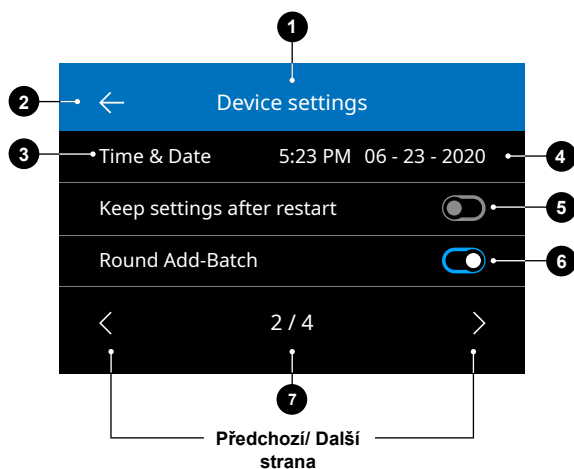 1
2
Device settings
3
Time & Date 5:23 PM 06 - 23 - 2020
4
Keep settings after restart
5
Round Add-Batch
6
2 / 4
7
Předchozí/ Další
strana